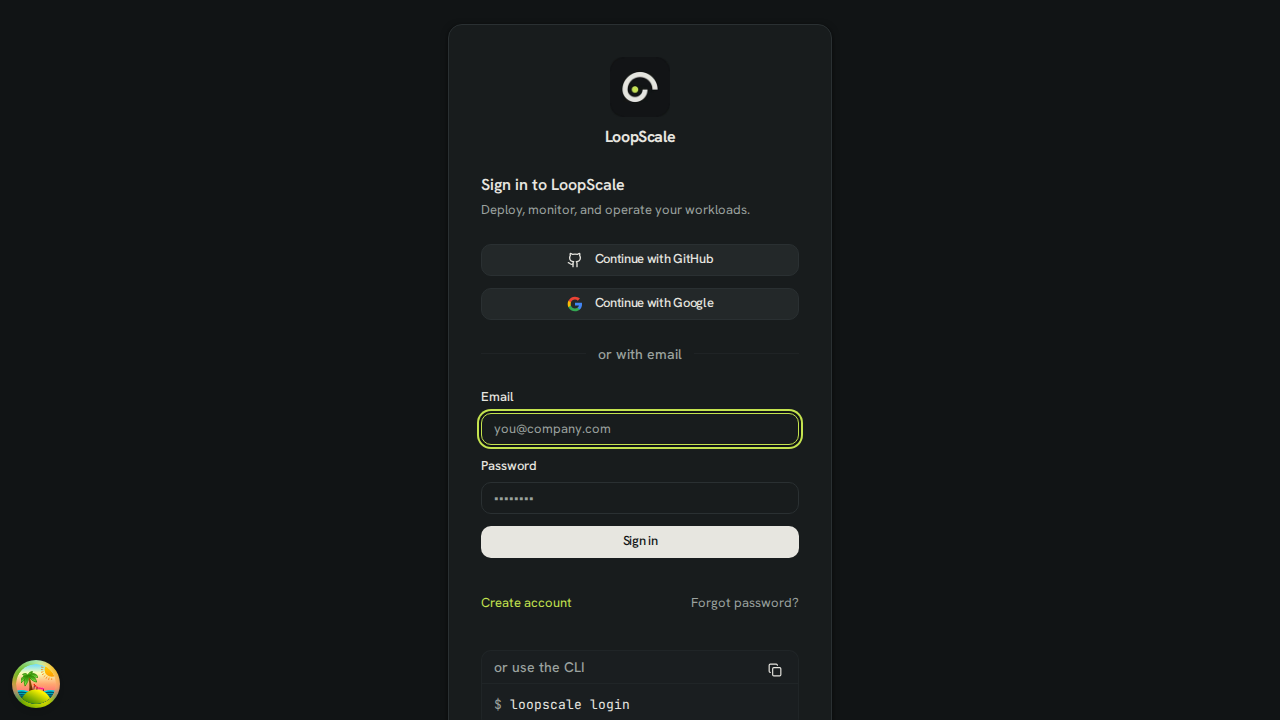 LoopScale
Sign in to LoopScale
Deploy, monitor, and operate your workloads.
Continue with GitHub
Continue with Google
or with email
Email
you@company.com
Password
••••••••
Sign in
Create account
Forgot password?
or use the CLI
$ loopscale login